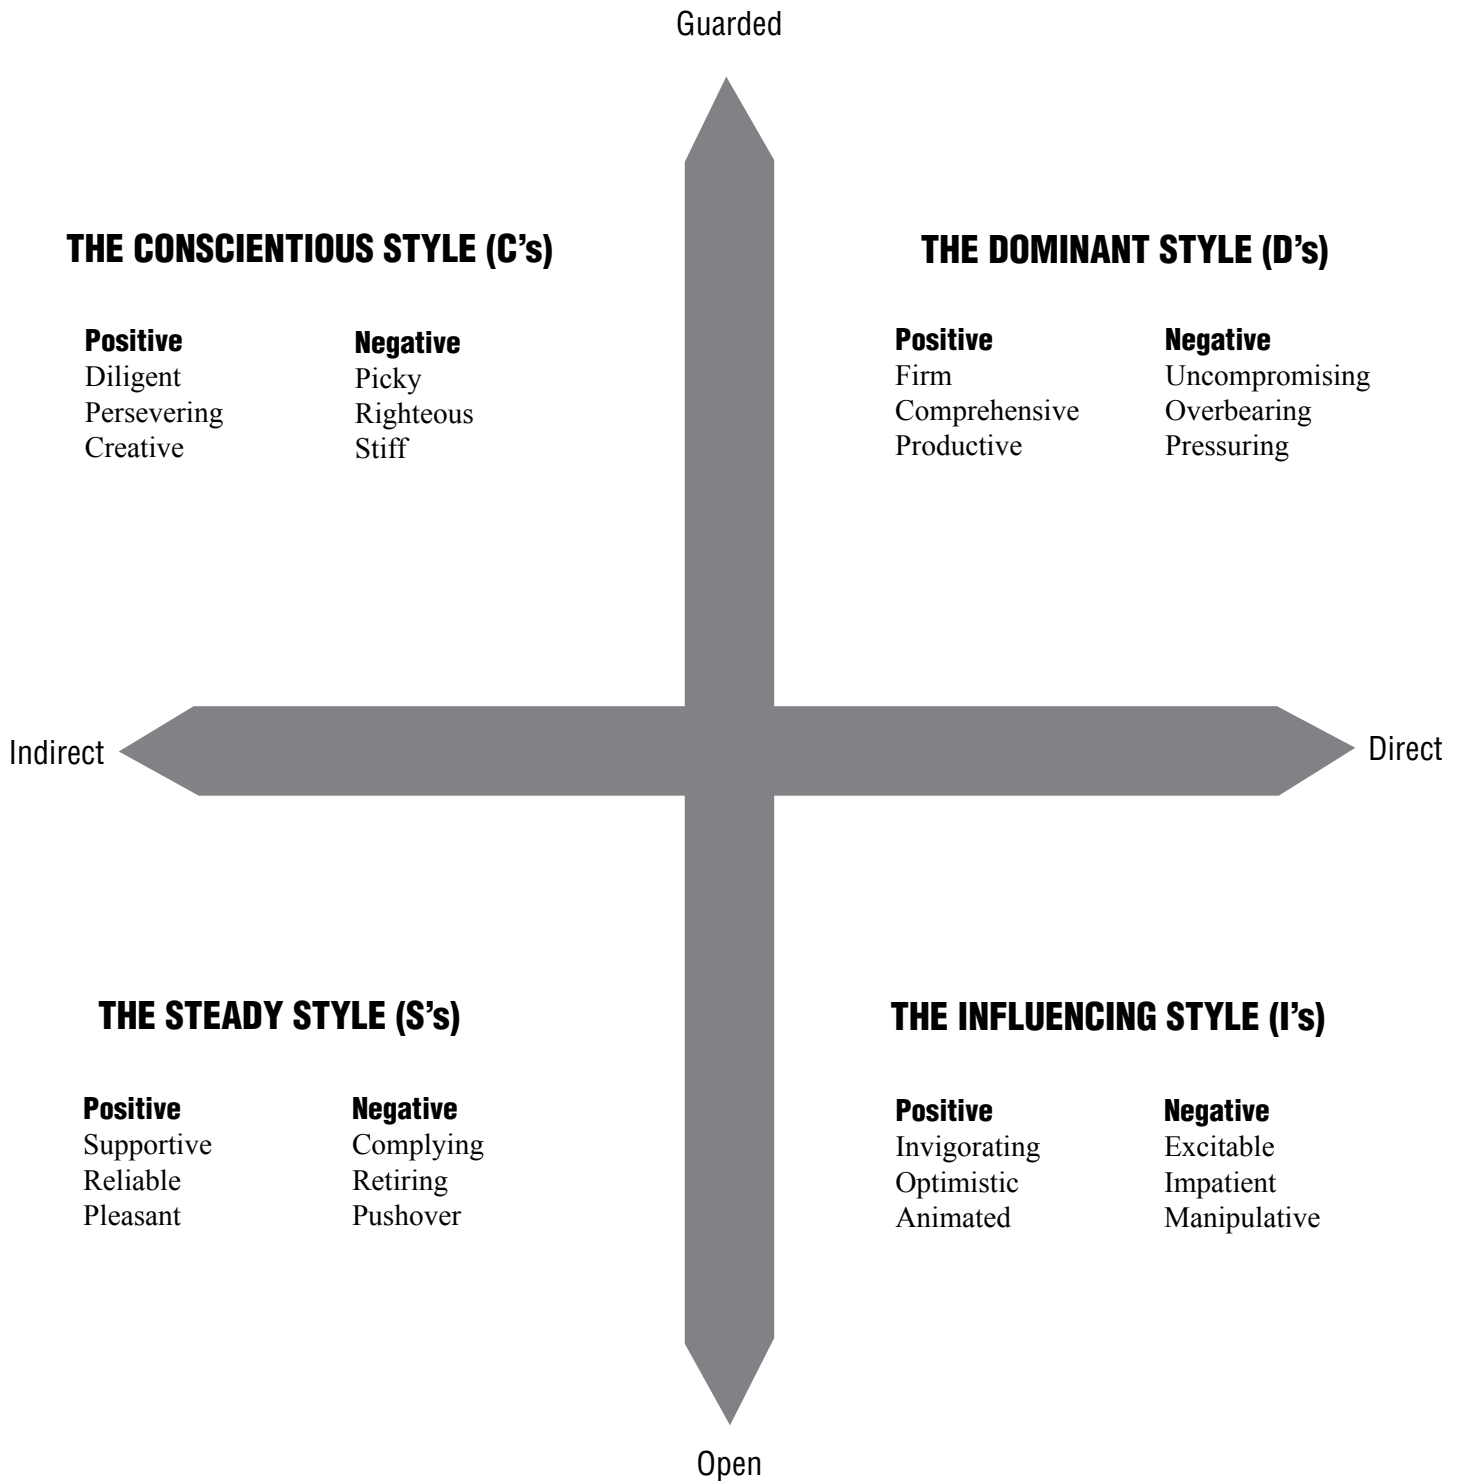 Guarded
THE CONSCIENTIOUS STYLE (C’s)
Positive
Diligent
Persevering
Creative
Negative
Picky
Righteous
Stiff
THE DOMINANT STYLE (D’s)
Positive
Firm
Comprehensive
Productive
Negative
Uncompromising
Overbearing
Pressuring
Indirect
Direct
THE STEADY STYLE (S’s)
Positive
Supportive
Reliable
Pleasant
Negative
Complying
Retiring
Pushover
THE INFLUENCING STYLE (I’s)
Positive
Invigorating
Optimistic
Animated
Negative
Excitable
Impatient
Manipulative
Open